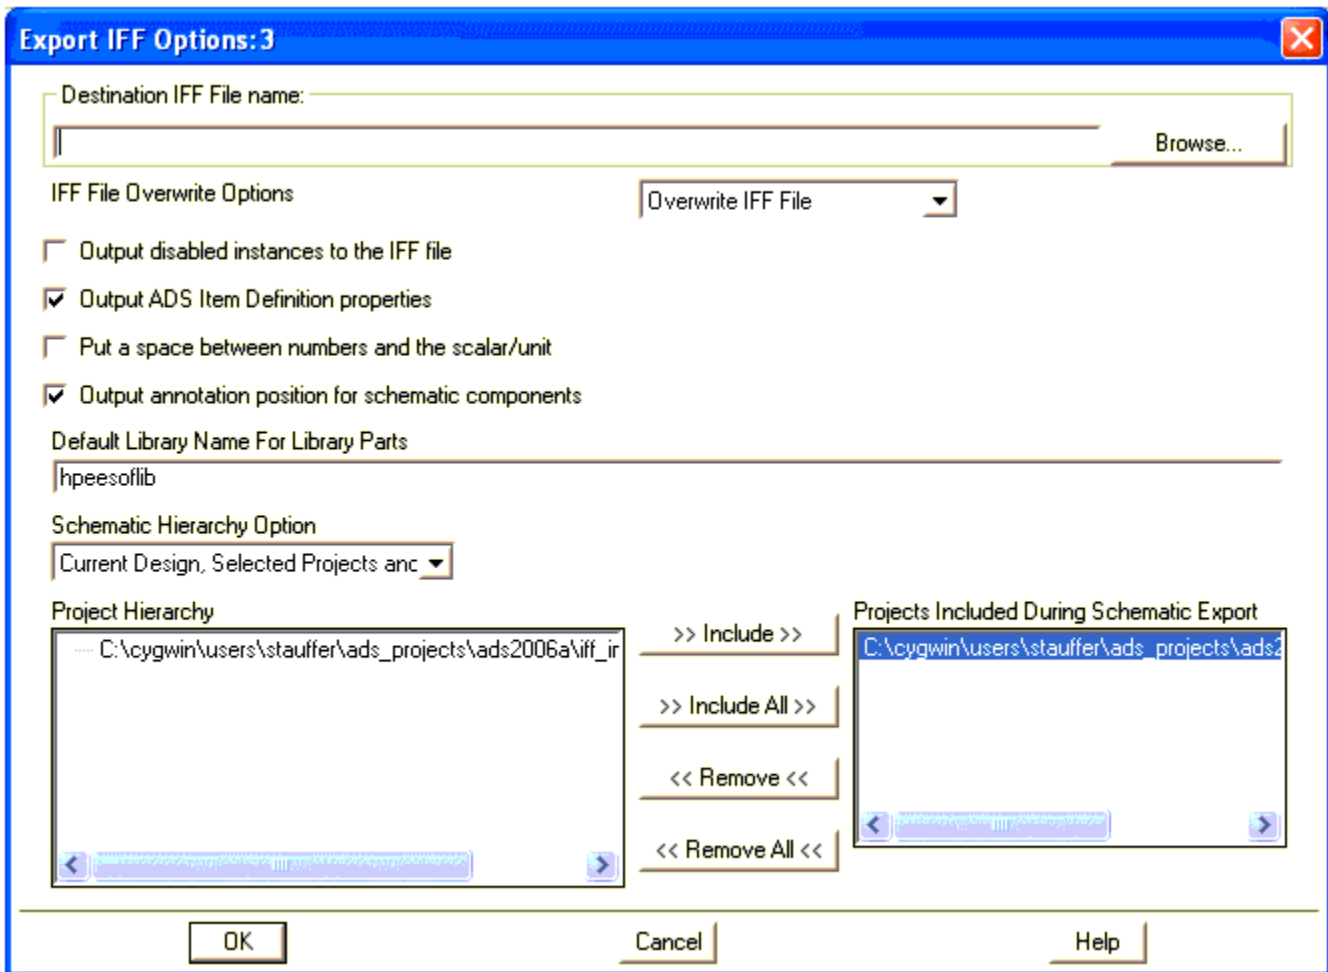 Export IFF Options:3
Destination IFF File name:
Browse...
IFF File Overwrite Options
Overwrite IFF File
Output disabled instances to the IFF file
Output ADS Item Definition properties
Put a space between numbers and the scalar/unit
Output annotation position for schematic components
Default Library Name For Library Parts
hpeesoflib
Schematic Hierarchy Option
Current Design, Selected Projects and
Project Hierarchy
C:\cygwin\users\stauffer\ads_projects\ads2006a\iff_ir
>> Include >>
>> Include All >>
<< Remove <<
<< Remove All <<
Projects Included During Schematic Export
C:\cygwin\users\stauffer\ads_projects\ads2
OK
Cancel
Help